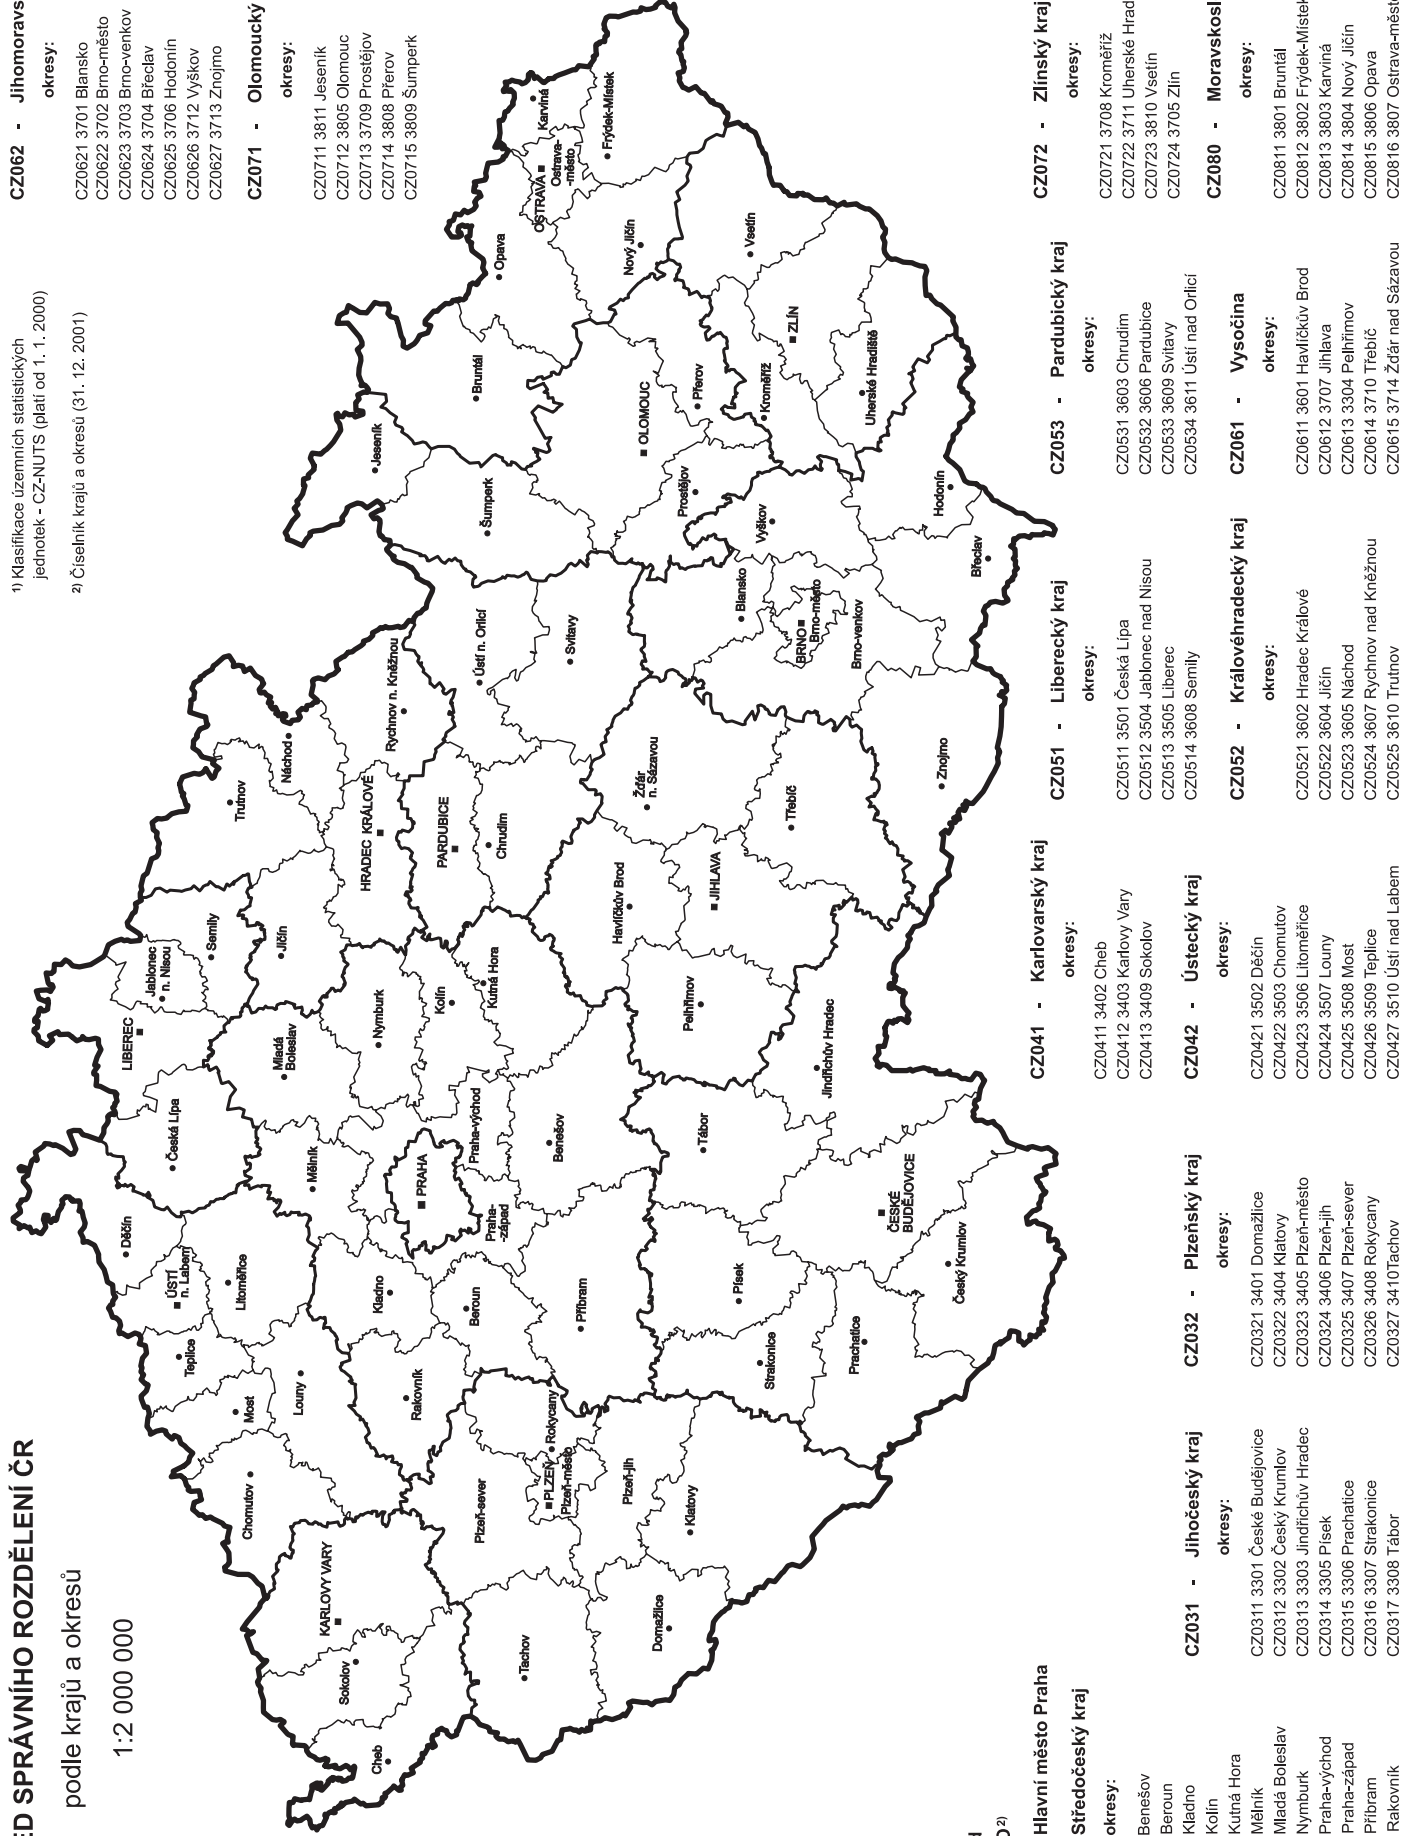 ED SPRÁVNÍHO ROZDĚLENÍ ČR
podle krajů a okresů
1:2 000 000
¹⁾ Klasifikace územních statistických
jednotek - CZ-NUTS (platí od 1. 1. 2000)
²⁾ Číselník krajů a okresů (31. 12. 2001)
CZ062 - Jihomoravs
okresy:
CZ0621 3701 Blansko
CZ0622 3702 Brno-město
CZ0623 3703 Brno-venkov
CZ0624 3704 Břeclav
CZ0625 3706 Hodonín
CZ0626 3712 Vyškov
CZ0627 3713 Znojmo
CZ071 - Olomoucký
okresy:
CZ0711 3811 Jeseník
CZ0712 3805 Olomouc
CZ0713 3709 Prostějov
CZ0714 3808 Přerov
CZ0715 3809 Šumperk
Děčín
ÚSTÍ
n. Labem
Teplice
Most
Chomutov
Litoměřice
Louny
Česká Lípa
LIBEREC
Jablonec
n. Nisou
Semily
Jičín
Trutnov
Náchod
HRADEC KRÁLOVÉ
Rychnov n. Kněžnou
Mladá
Boleslav
Mělník
Nymburk
Kladno
Rakovník
PRAHA
Praha-východ
Praha-
-západ
Beroun
Kolín
Kutná Hora
Benešov
Příbram
KARLOVY VARY
Sokolov
Cheb
Tachov
Plzeň-sever
PLZEŇ
Plzeň-město
Rokycany
Plzeň-jih
Domažlice
Klatovy
PARDUBICE
Chrudim
Ústí n. Orlicí
Svitavy
Havlíčkův Brod
Žďár
n. Sázavou
JIHLAVA
Pelhřimov
Třebíč
Tábor
Písek
Strakonice
Prachatice
ČESKÉ
BUDĚJOVICE
Český Krumlov
Jindřichův Hradec
Jeseník
Šumperk
Bruntál
Opava
OSTRAVA
Ostrava-
-město
Karviná
Frýdek-Místek
Nový Jičín
OLOMOUC
Přerov
Prostějov
Kroměříž
Vsetín
ZLÍN
Uherské Hradiště
Vyškov
Blansko
BRNO
Brno-město
Brno-venkov
Hodonín
Břeclav
Znojmo
d
O²⁾
Hlavní město Praha
Středočeský kraj
okresy:
Benešov
Beroun
Kladno
Kolín
Kutná Hora
Mělník
Mladá Boleslav
Nymburk
Praha-východ
Praha-západ
Příbram
Rakovník
CZ031 - Jihočeský kraj
okresy:
CZ0311 3301 České Budějovice
CZ0312 3302 Český Krumlov
CZ0313 3303 Jindřichův Hradec
CZ0314 3305 Písek
CZ0315 3306 Prachatice
CZ0316 3307 Strakonice
CZ0317 3308 Tábor
CZ032 - Plzeňský kraj
okresy:
CZ0321 3401 Domažlice
CZ0322 3404 Klatovy
CZ0323 3405 Plzeň-město
CZ0324 3406 Plzeň-jih
CZ0325 3407 Plzeň-sever
CZ0326 3408 Rokycany
CZ0327 3410Tachov
CZ041 - Karlovarský kraj
okresy:
CZ0411 3402 Cheb
CZ0412 3403 Karlovy Vary
CZ0413 3409 Sokolov
CZ042 - Ústecký kraj
okresy:
CZ0421 3502 Děčín
CZ0422 3503 Chomutov
CZ0423 3506 Litoměřice
CZ0424 3507 Louny
CZ0425 3508 Most
CZ0426 3509 Teplice
CZ0427 3510 Ústí nad Labem
CZ051 - Liberecký kraj
okresy:
CZ0511 3501 Česká Lípa
CZ0512 3504 Jablonec nad Nisou
CZ0513 3505 Liberec
CZ0514 3608 Semily
CZ052 - Královéhradecký kraj
okresy:
CZ0521 3602 Hradec Králové
CZ0522 3604 Jičín
CZ0523 3605 Náchod
CZ0524 3607 Rychnov nad Kněžnou
CZ0525 3610 Trutnov
CZ053 - Pardubický kraj
okresy:
CZ0531 3603 Chrudim
CZ0532 3606 Pardubice
CZ0533 3609 Svitavy
CZ0534 3611 Ústí nad Orlicí
CZ061 - Vysočina
okresy:
CZ0611 3601 Havlíčkův Brod
CZ0612 3707 Jihlava
CZ0613 3304 Pelhřimov
CZ0614 3710 Třebíč
CZ0615 3714 Žďár nad Sázavou
CZ072 - Zlínský kraj
okresy:
CZ0721 3708 Kroměříž
CZ0722 3711 Uherské Hrad
CZ0723 3810 Vsetín
CZ0724 3705 Zlín
CZ080 - Moravskosl
okresy:
CZ0811 3801 Bruntál
CZ0812 3802 Frýdek-Místek
CZ0813 3803 Karviná
CZ0814 3804 Nový Jičín
CZ0815 3806 Opava
CZ0816 3807 Ostrava-město